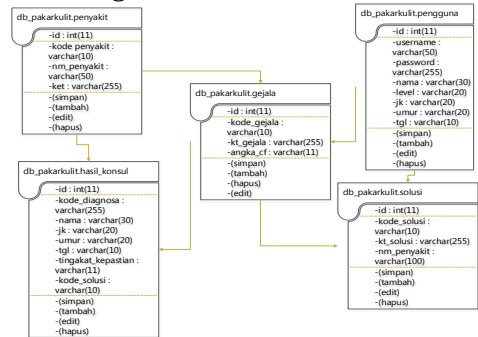 db_pakarkulit.penyakit
-id : int(11)
-kode penyakit :
varchar(10)
-nm_penyakit :
varchar(50)
-ket : varchar(255)
-(simpan)
-(tambah)
-(edit)
-(hapus)
db_pakarkulit.gejala
-id : int(11)
-kode_gejala :
varchar(10)
-kt_gejala : varchar(255)
-angka_cf : varchar(11)
-(simpan)
-(tambah)
-(hapus)
-(edit)
db_pakarkulit.pengguna
-id : int(11)
-username :
varchar(50)
-password :
varchar(255)
-nama : varchar(30)
-level : varchar(20)
-jk : varchar(20)
-umur : varchar(20)
-tgl : varchar(10)
-(simpan)
-(tambah)
-(edit)
-(hapus)
db_pakarkulit.hasil_konsul
-id : int(11)
-kode_diagnosa :
varchar(255)
-nama : varchar(30)
-jk : varchar(20)
-umur : varchar(20)
-tgl : varchar(10)
-tingakat_kepastian :
varchar(11)
-kode_solusi :
varchar(10)
-(simpan)
-(tambah)
-(edit)
-(hapus)
db_pakarkulit.solusi
-id : int(11)
-kode_solusi :
varchar(10)
-kt_solusi : varchar(255)
-nm_penyakit :
varchar(100)
-(simpan)
-(tambah)
-(edit)
-(hapus)